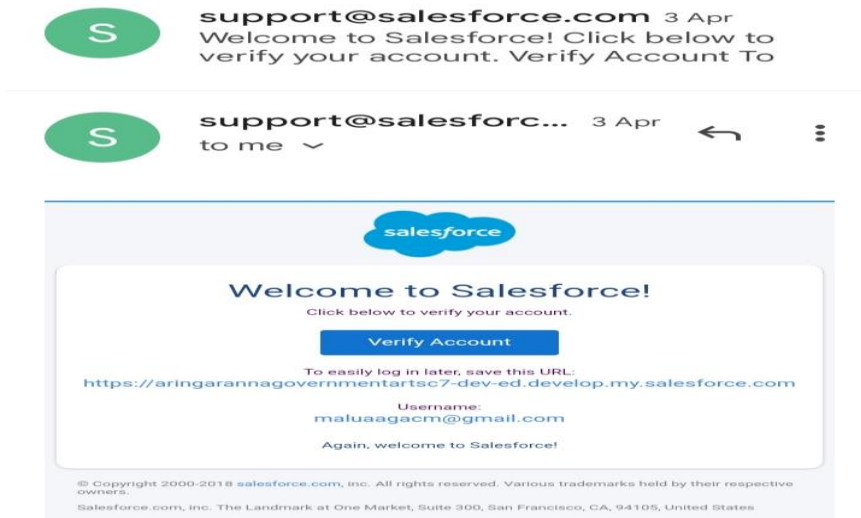 S
support@salesforce.com 3 Apr
Welcome to Salesforce! Click below to
verify your account. Verify Account To
S
support@salesforc... 3 Apr
to me
salesforce
Welcome to Salesforce!
Click below to verify your account.
Verify Account
To easily log in later, save this URL:
https://aringarannagovernmentartsc7-dev-ed.develop.my.salesforce.com
Username:
maluaagacm@gmail.com
Again, welcome to Salesforce!
© Copyright 2000-2018 salesforce.com, inc. All rights reserved. Various trademarks held by their respective
owners.
Salesforce.com, inc. The Landmark at One Market, Suite 300, San Francisco, CA, 94105, United States